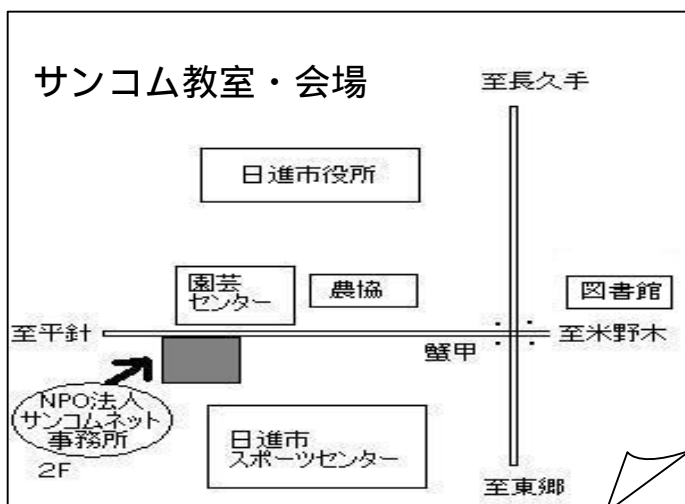 サンコム教室・会場
至長久手
日進市役所
園芸
センター
農協
図書館
至平針
至米野木
蟹甲
NPO法人
サンコムネット
事務所
2F
日進市
スポーツセンター
至東郷